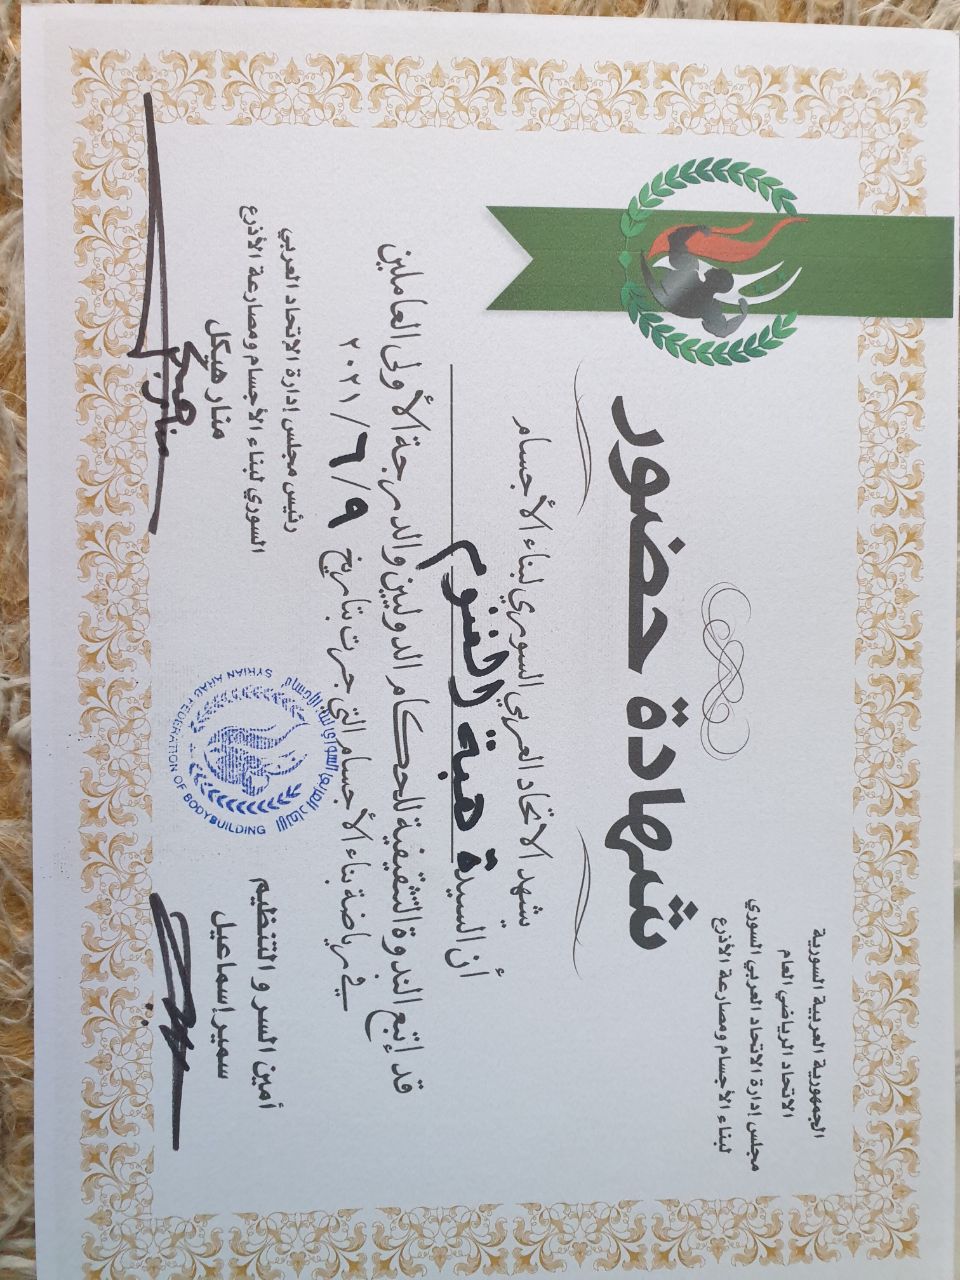 الجمهورية العربية السورية
الاتحاد الرياضي العام
مجلس إدارة الاتحاد العربي السوري
لبناء الأجسام ومصارعة الأذرع
شهادة حضور
يشهد الاتحاد العربي السوري لبناء الأجسام
أن السيدة هبة الغنوم
قد إتبع الندوة التثقيفية للحكام الدوليين والدرجة الأولى العاملين
في رياضة بناء الأجسام التي جرت بتاريخ ٩/٦/٢٠٢١
رئيس مجلس إدارة الاتحاد العربي
السوري لبناء الأجسام ومصارعة الأذرع
منار هيكل
أمين السر و التنظيم
سمير إسماعيل
SYRIAN ARAB FEDERATION OF BODYBUILDING